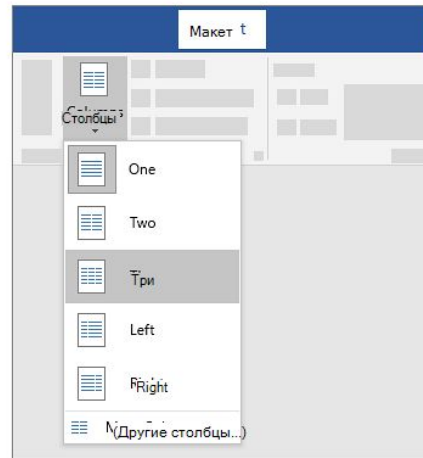 Макет t
Столбцы
One
Two
Три
Left
Right
(Другие столбцы...)